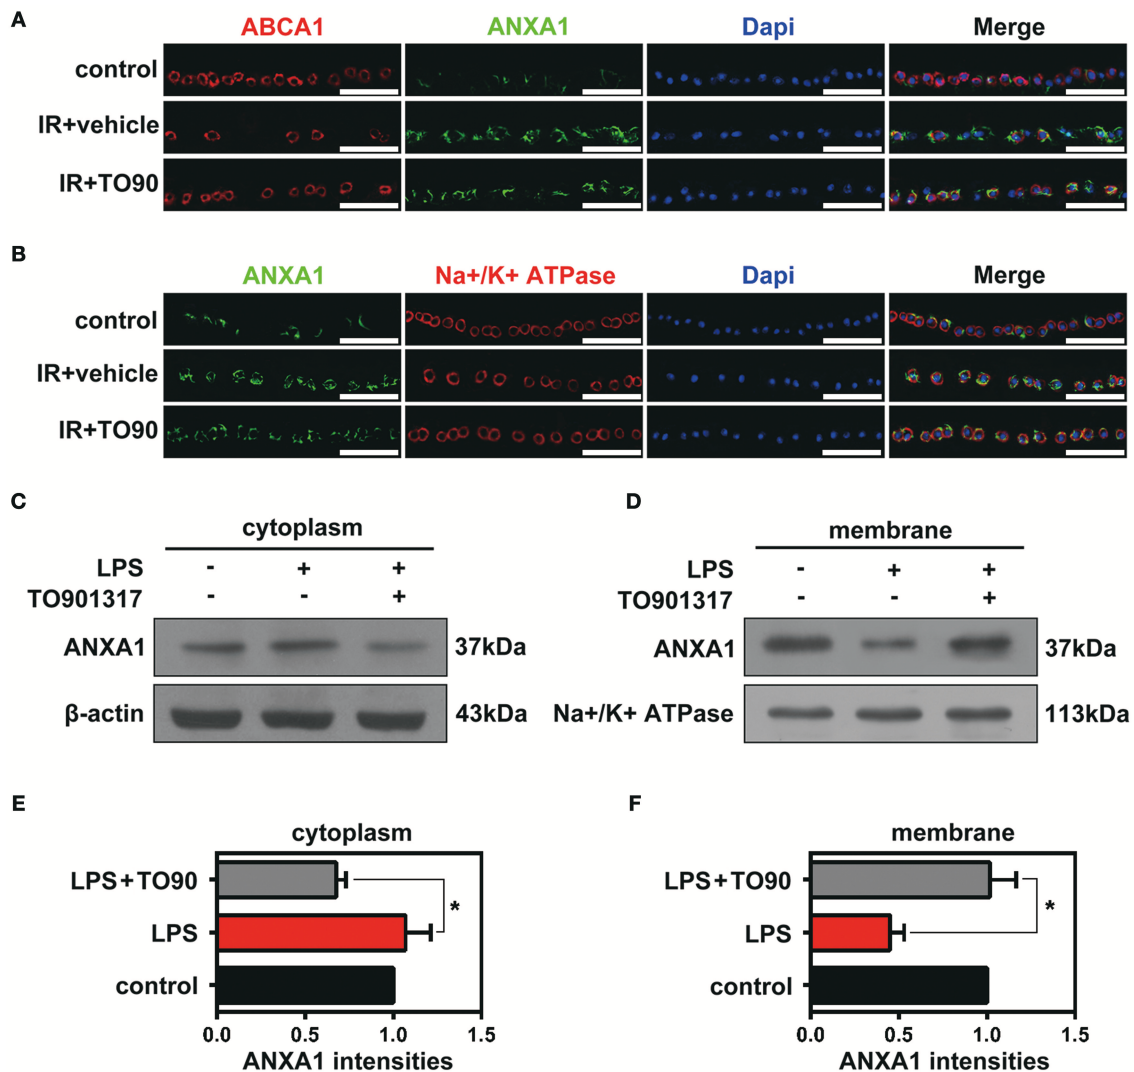 A
ABCA1 ANXA1 Dapi Merge
control
IR+vehicle
IR+TO90
B
ANXA1 Na+/K+ ATPase Dapi Merge
control
IR+vehicle
IR+TO90
C
cytoplasm
LPS - + +
TO901317 - - +
ANXA1 37kDa
β-actin 43kDa
D
membrane
LPS - + +
TO901317 - - +
ANXA1 37kDa
Na+/K+ ATPase 113kDa
E
cytoplasm
LPS+TO90
*
LPS
control
0.0 0.5 1.0 1.5
ANXA1 intensities
F
membrane
LPS+TO90
*
LPS
control
0.0 0.5 1.0 1.5
ANXA1 intensities